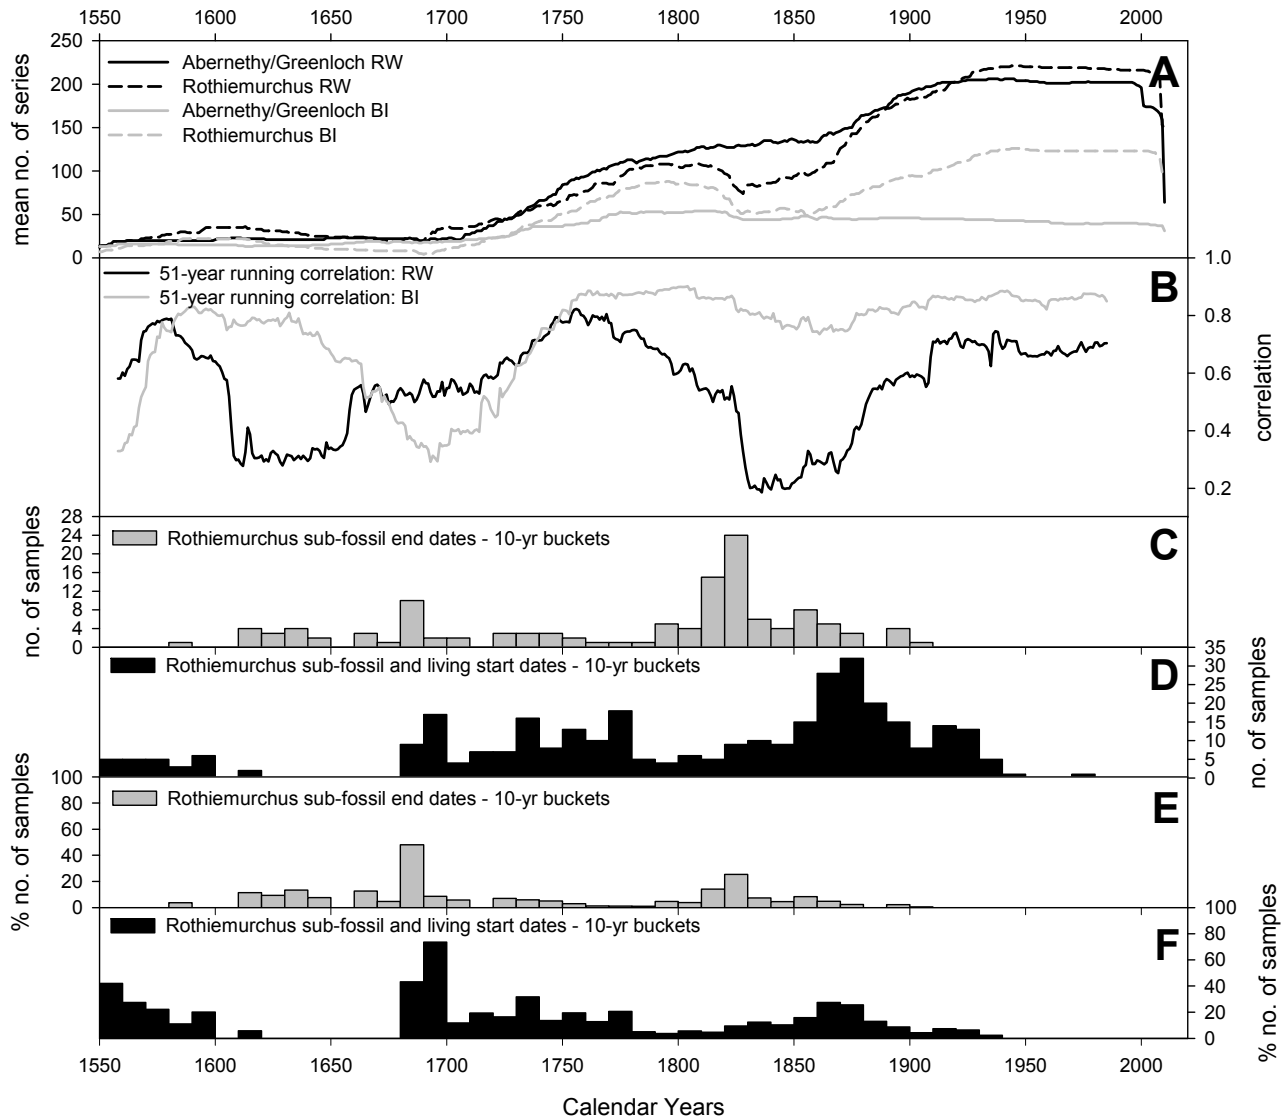 1550 1600 1650 1700 1750 1800 1850 1900 1950 2000
A
mean no. of series
250
200
150
100
50
0
Abernethy/Greenloch RW
Rothiemurchus RW
Abernethy/Greenloch BI
Rothiemurchus BI
B
51-year running correlation: RW
51-year running correlation: BI
1.0
0.8
0.6
0.4
0.2
correlation
C
no. of samples
28
24
20
16
12
8
4
0
Rothiemurchus sub-fossil end dates - 10-yr buckets
D
Rothiemurchus sub-fossil and living start dates - 10-yr buckets
35
30
25
20
15
10
5
0
no. of samples
E
% no. of samples
100
80
60
40
20
0
Rothiemurchus sub-fossil end dates - 10-yr buckets
F
Rothiemurchus sub-fossil and living start dates - 10-yr buckets
100
80
60
40
20
0
% no. of samples
1550 1600 1650 1700 1750 1800 1850 1900 1950 2000
Calendar Years